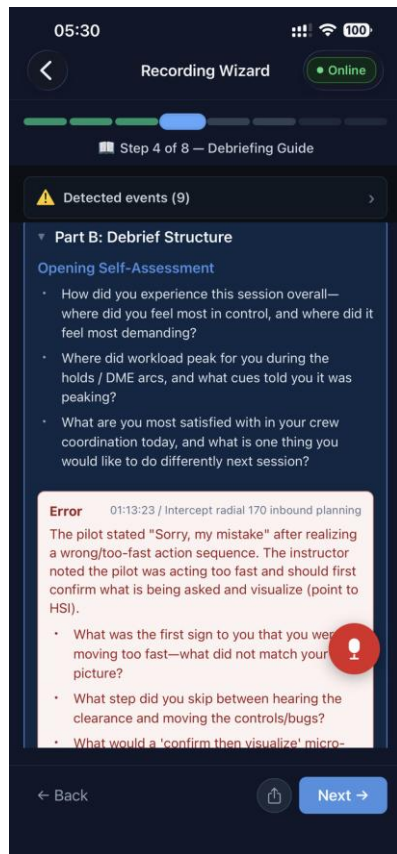 05:30
100
Recording Wizard
Online
Step 4 of 8 — Debriefing Guide
Detected events (9)
Part B: Debrief Structure
Opening Self-Assessment
• How did you experience this session overall—
where did you feel most in control, and where did it
feel most demanding?
• Where did workload peak for you during the
holds / DME arcs, and what cues told you it was
peaking?
• What are you most satisfied with in your crew
coordination today, and what is one thing you
would like to do differently next session?
Error 01:13:23 / Intercept radial 170 inbound planning
The pilot stated "Sorry, my mistake" after realizing
a wrong/too-fast action sequence. The instructor
noted the pilot was acting too fast and should first
confirm what is being asked and visualize (point to
HSI).
• What was the first sign to you that you
moving too fast—what did not match your
picture?
• What step did you skip between hearing the
clearance and moving the controls/bugs?
• What would a 'confirm then visualize' micro-
← Back
Next →